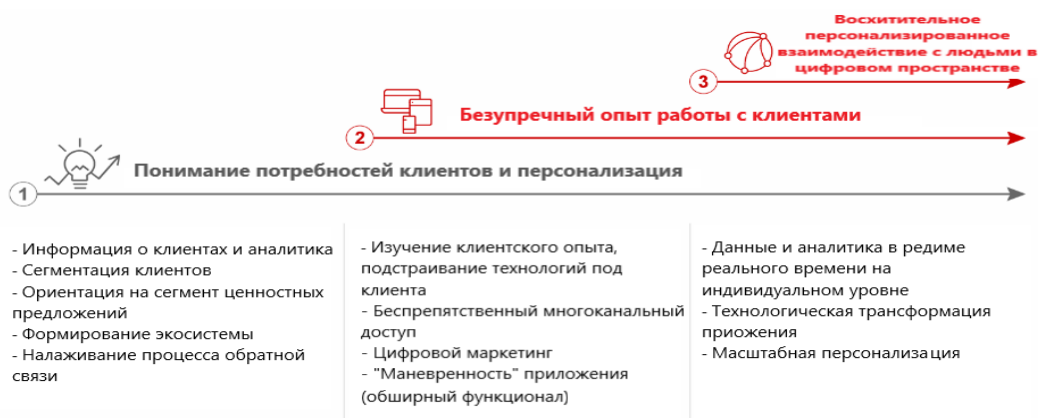 Восхитительное
персонализированное
взаимодействие с людьми в
цифровом пространстве
3
Безупречный опыт работы с клиентами
2
Понимание потребностей клиентов и персонализация
1
- Информация о клиентах и аналитика
- Сегментация клиентов
- Ориентация на сегмент ценностных
предложений
- Формирование экосистемы
- Налаживание процесса обратной
связи
- Изучение клиентского опыта,
подстраивание технологий под
клиента
- Беспрепятственный многоканальный
доступ
- Цифровой маркетинг
- "Маневренность" приложения
(обширный функционал)
- Данные и аналитика в редиме
реального времени на
индивидуальном уровне
- Технологическая трансформация
приожения
- Масштабная персонализация